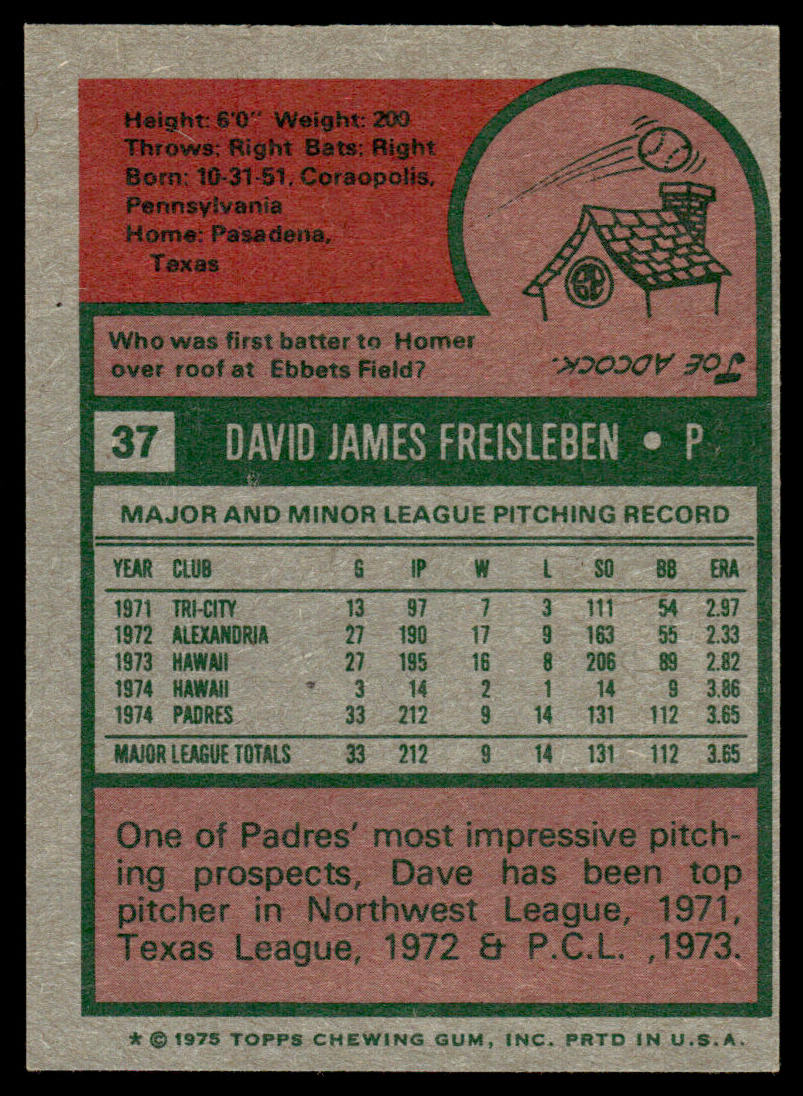 Height: 6'0" Weight: 200
Throws: Right Bats: Right
Born: 10-31-51, Coraopolis,
Pennsylvania
Home: Pasadena,
Texas
Who was first batter to Homer
over roof at Ebbets Field?
JOE ADCOCK.
37 DAVID JAMES FREISLEBEN • P
MAJOR AND MINOR LEAGUE PITCHING RECORD
YEAR CLUB G IP W L SO BB ERA
1971 TRI-CITY 13 97 7 3 111 54 2.97
1972 ALEXANDRIA 27 190 17 9 163 55 2.33
1973 HAWAII 27 195 16 8 206 89 2.82
1974 HAWAII 3 14 2 1 14 9 3.86
1974 PADRES 33 212 9 14 131 112 3.65
MAJOR LEAGUE TOTALS 33 212 9 14 131 112 3.65
One of Padres' most impressive pitch-
ing prospects, Dave has been top
pitcher in Northwest League, 1971,
Texas League, 1972 & P.C.L. ,1973.
* © 1975 TOPPS CHEWING GUM, INC. PRTD IN U.S.A.